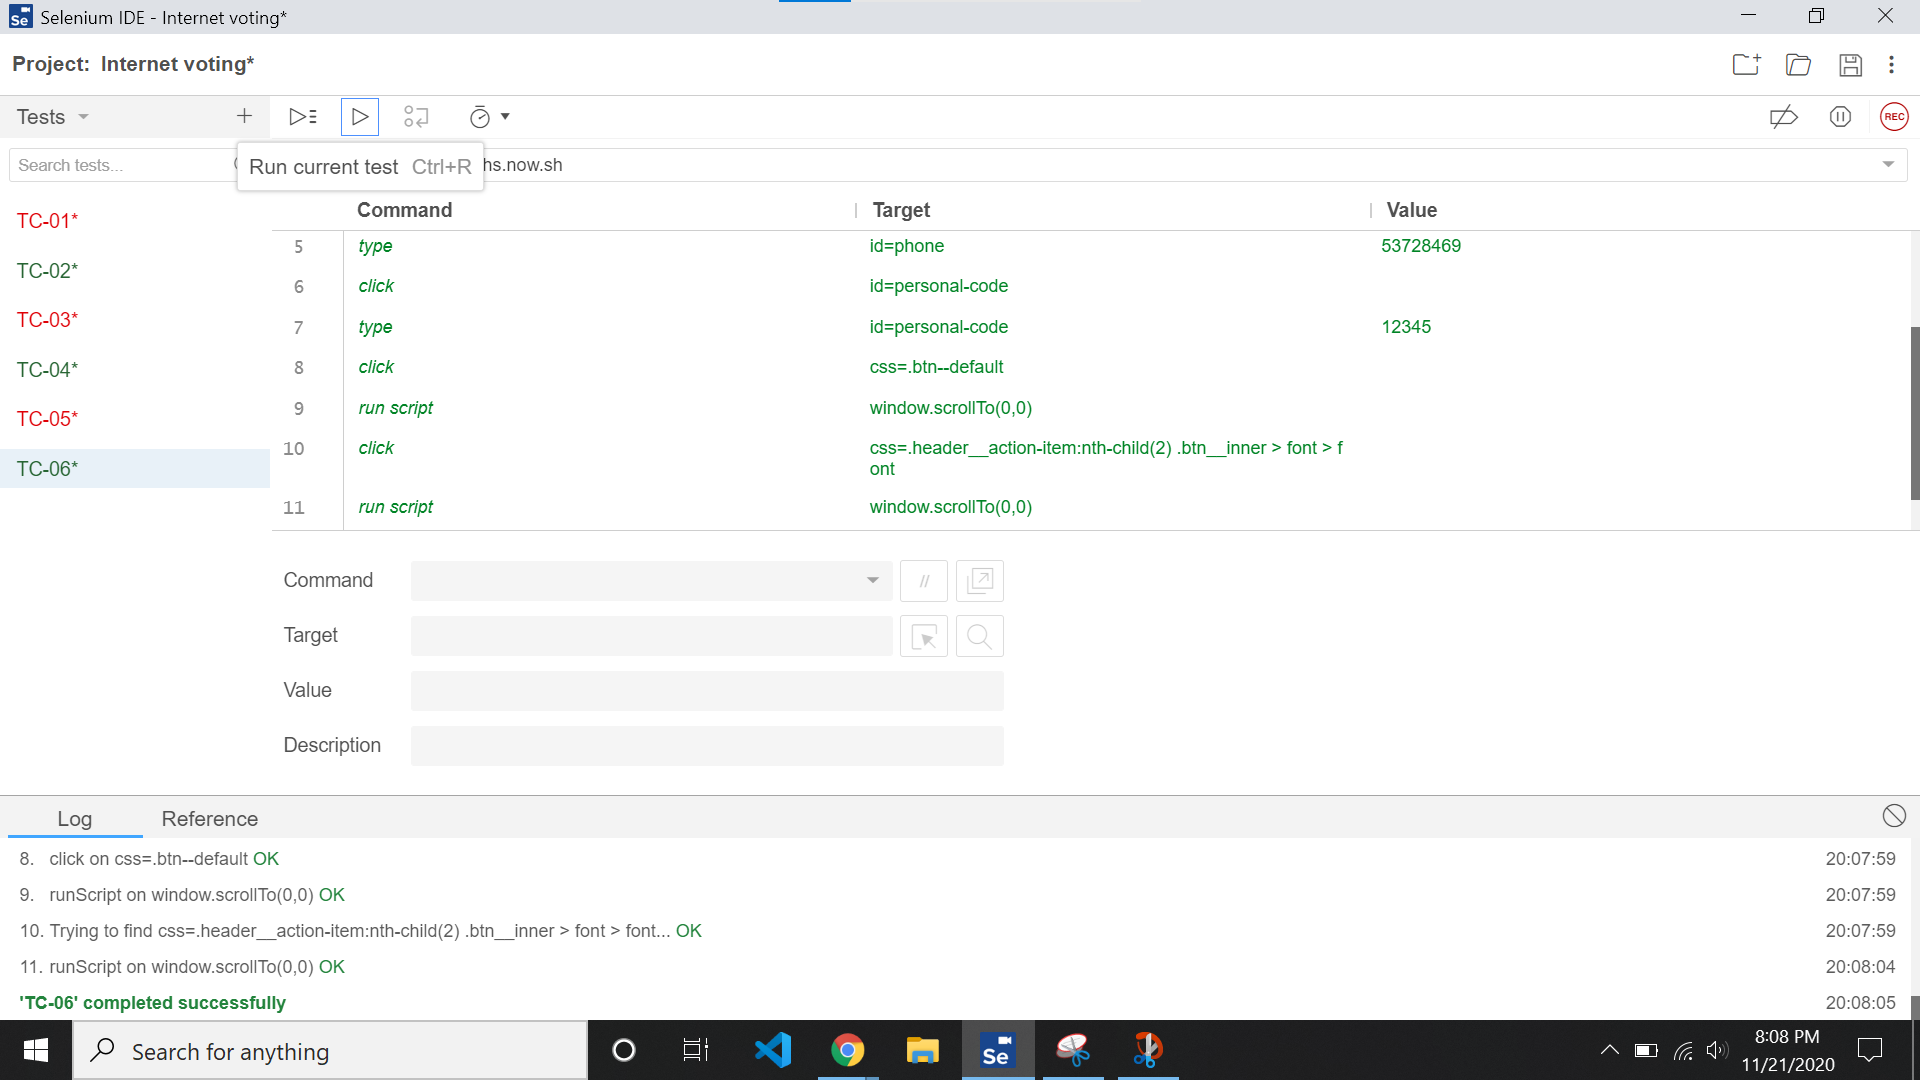 Se Selenium IDE - Internet voting*
Project: Internet voting*
Tests
REC
Search tests...
Run current test Ctrl+R
hs.now.sh
Command Target Value
TC-01*
TC-02*
TC-03*
TC-04*
TC-05*
TC-06*
5 type id=phone 53728469
6 click id=personal-code
7 type id=personal-code 12345
8 click css=.btn--default
9 run script window.scrollTo(0,0)
10 click css=.header__action-item:nth-child(2) .btn__inner > font > f
ont
11 run script window.scrollTo(0,0)
Command //
Target
Value
Description
Log Reference
8. click on css=.btn--default OK 20:07:59
9. runScript on window.scrollTo(0,0) OK 20:07:59
10. Trying to find css=.header__action-item:nth-child(2) .btn__inner > font > font... OK 20:07:59
11. runScript on window.scrollTo(0,0) OK 20:08:04
'TC-06' completed successfully 20:08:05
Search for anything
Se
8:08 PM
11/21/2020